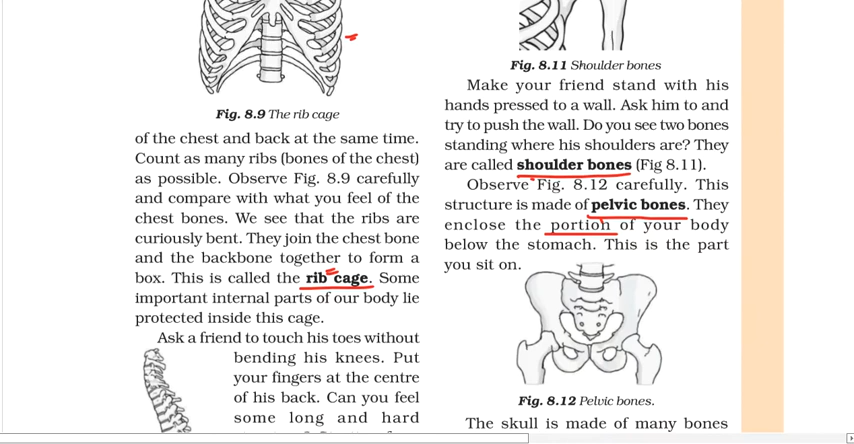 Fig. 8.9 The rib cage
of the chest and back at the same time.
Count as many ribs (bones of the chest)
as possible. Observe Fig. 8.9 carefully
and compare with what you feel of the
chest bones. We see that the ribs are
curiously bent. They join the chest bone
and the backbone together to form a
box. This is called the rib cage. Some
important internal parts of our body lie
protected inside this cage.
Ask a friend to touch his toes without
bending his knees. Put
your fingers at the centre
of his back. Can you feel
some long and hard
Fig. 8.11 Shoulder bones
Make your friend stand with his
hands pressed to a wall. Ask him to and
try to push the wall. Do you see two bones
standing where his shoulders are? They
are called shoulder bones (Fig 8.11).
Observe Fig. 8.12 carefully. This
structure is made of pelvic bones. They
enclose the portion of your body
below the stomach. This is the part
you sit on.
Fig. 8.12 Pelvic bones.
The skull is made of many bones